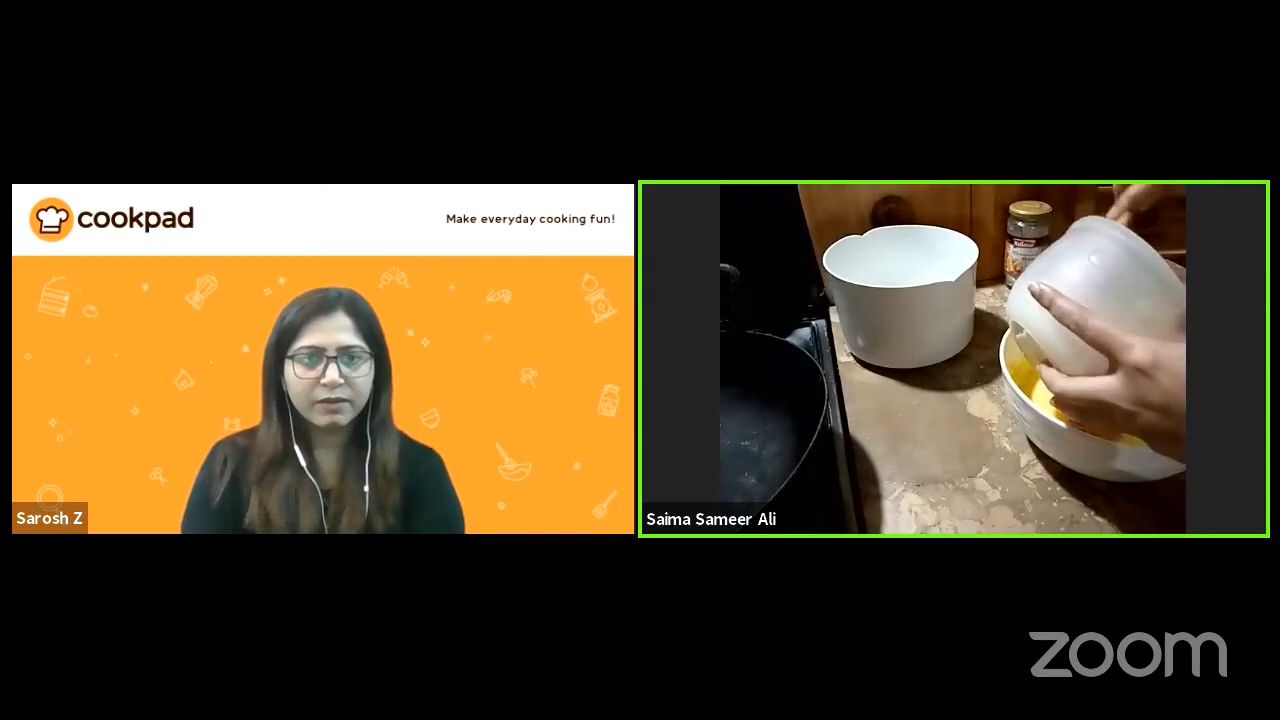 cookpad
Make everyday cooking fun!
Sarosh Z
Saima Sameer Ali
zoom